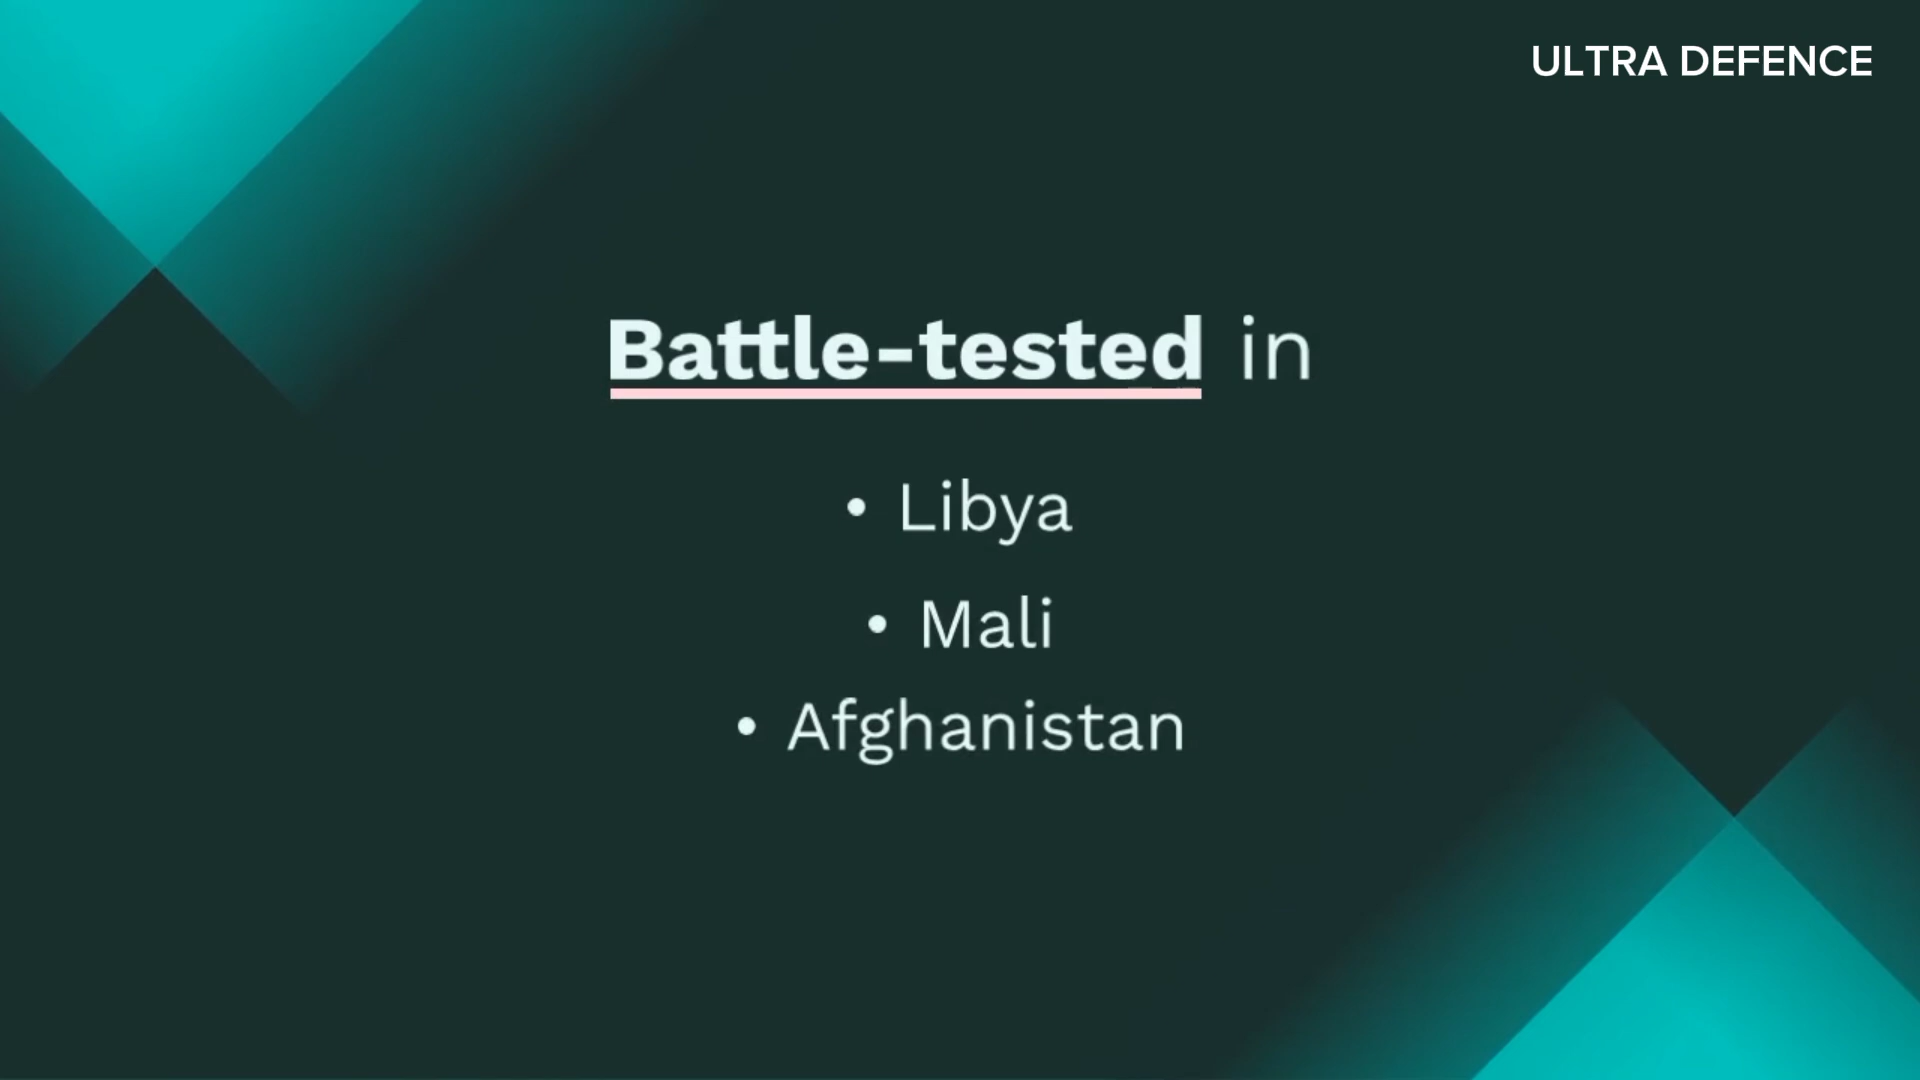 ULTRA DEFENCE
Battle-tested in
• Libya
• Mali
• Afghanistan